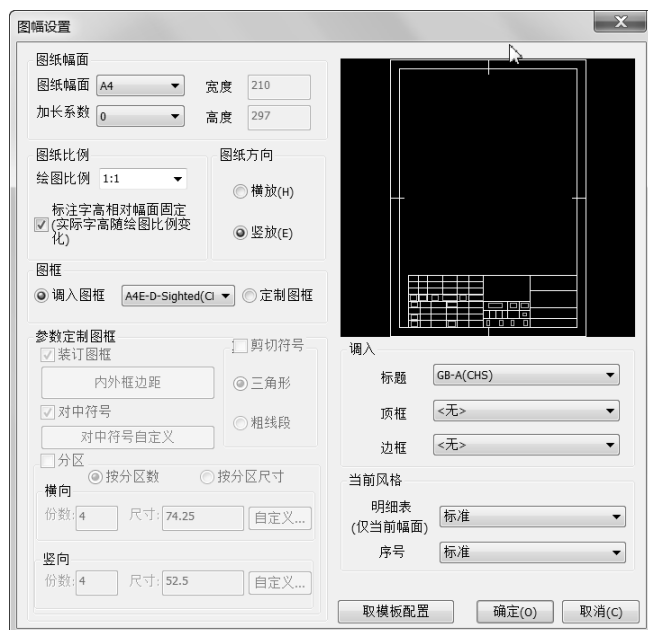 图幅设置
X
图纸幅面
图纸幅面 A4 宽度 210
加长系数 0 高度 297
图纸比例
绘图比例 1:1
标注字高相对幅面固定
(实际字高随绘图比例变
化)
图纸方向
横放(H)
竖放(E)
图框
调入图框 A4E-D-Sighted(CI 定制图框
参数定制图框
装订图框
内外框边距
对中符号
对中符号自定义
剪切符号
三角形
粗线段
分区
按分区数 按分区尺寸
横向
份数: 4 尺寸: 74.25 自定义...
竖向
份数: 4 尺寸: 52.5 自定义...
调入
标题 GB-A(CHS)
顶框 <无>
边框 <无>
当前风格
明细表
(仅当前幅面) 标准
序号 标准
取模板配置 确定(O) 取消(C)